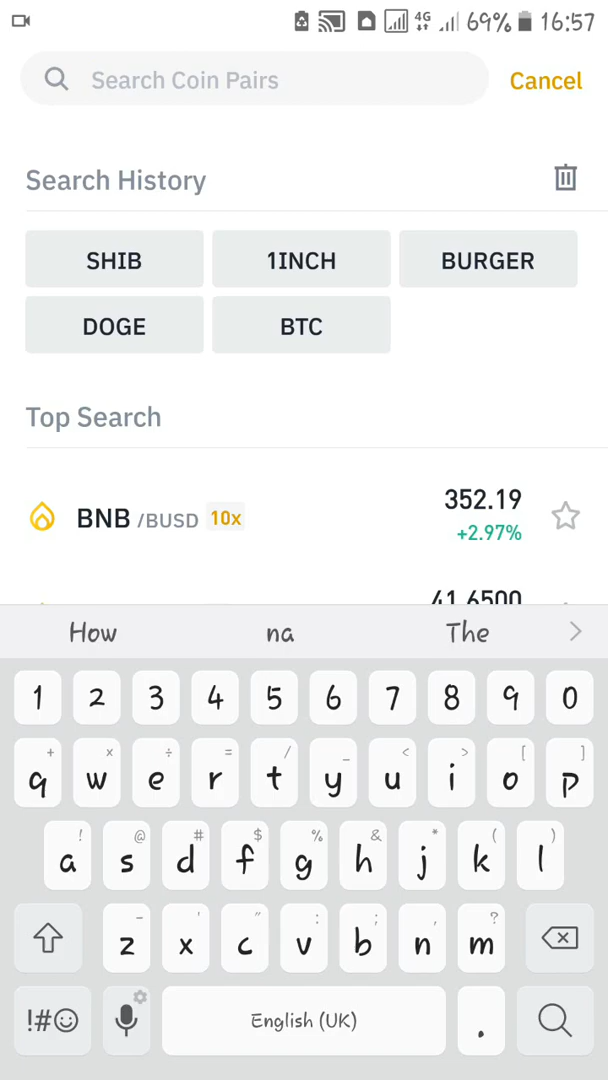 4G 69% 16:57
Search Coin Pairs Cancel
Search History
SHIB 1INCH BURGER
DOGE BTC
Top Search
BNB /BUSD 10x 352.19
+2.97%
41.6500
How na The
1 2 3 4 5 6 7 8 9 0
+ × ÷ = / _ < > [ ]
q w e r t y u i o p
! @ # $ % & * ( )
a s d f g h j k l
- ' " : ; , ?
z x c v b n m
!#☺ English (UK) .